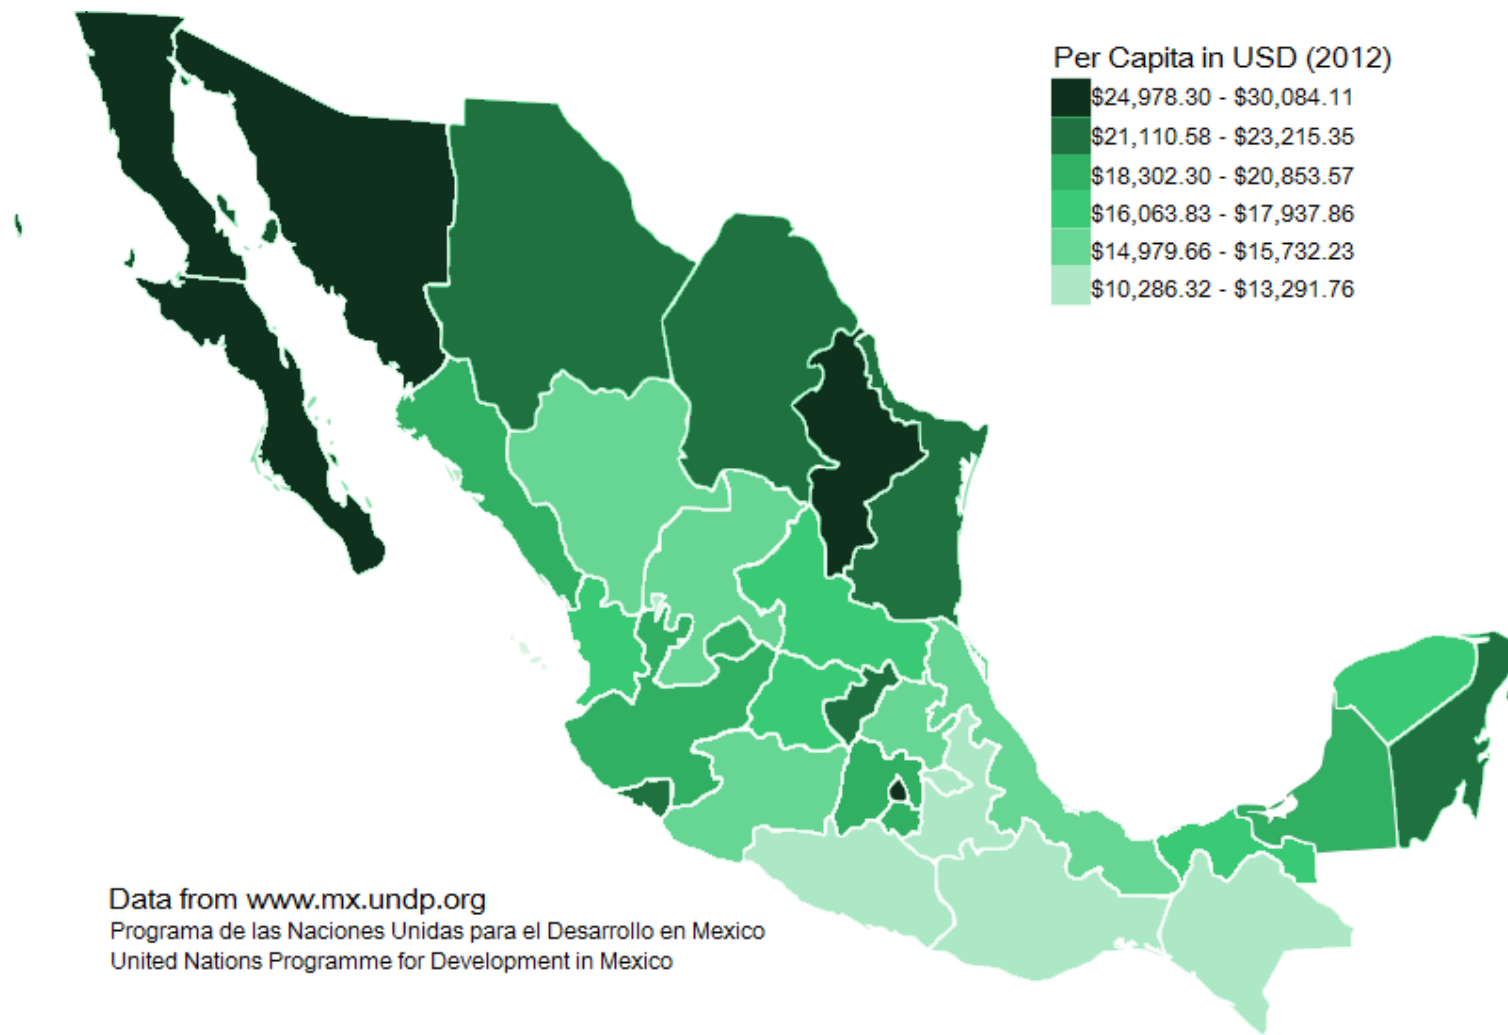 Per Capita in USD (2012)
$24,978.30 - $30,084.11
$21,110.58 - $23,215.35
$18,302.30 - $20,853.57
$16,063.83 - $17,937.86
$14,979.66 - $15,732.23
$10,286.32 - $13,291.76
Data from www.mx.undp.org
Programa de las Naciones Unidas para el Desarrollo en Mexico
United Nations Programme for Development in Mexico